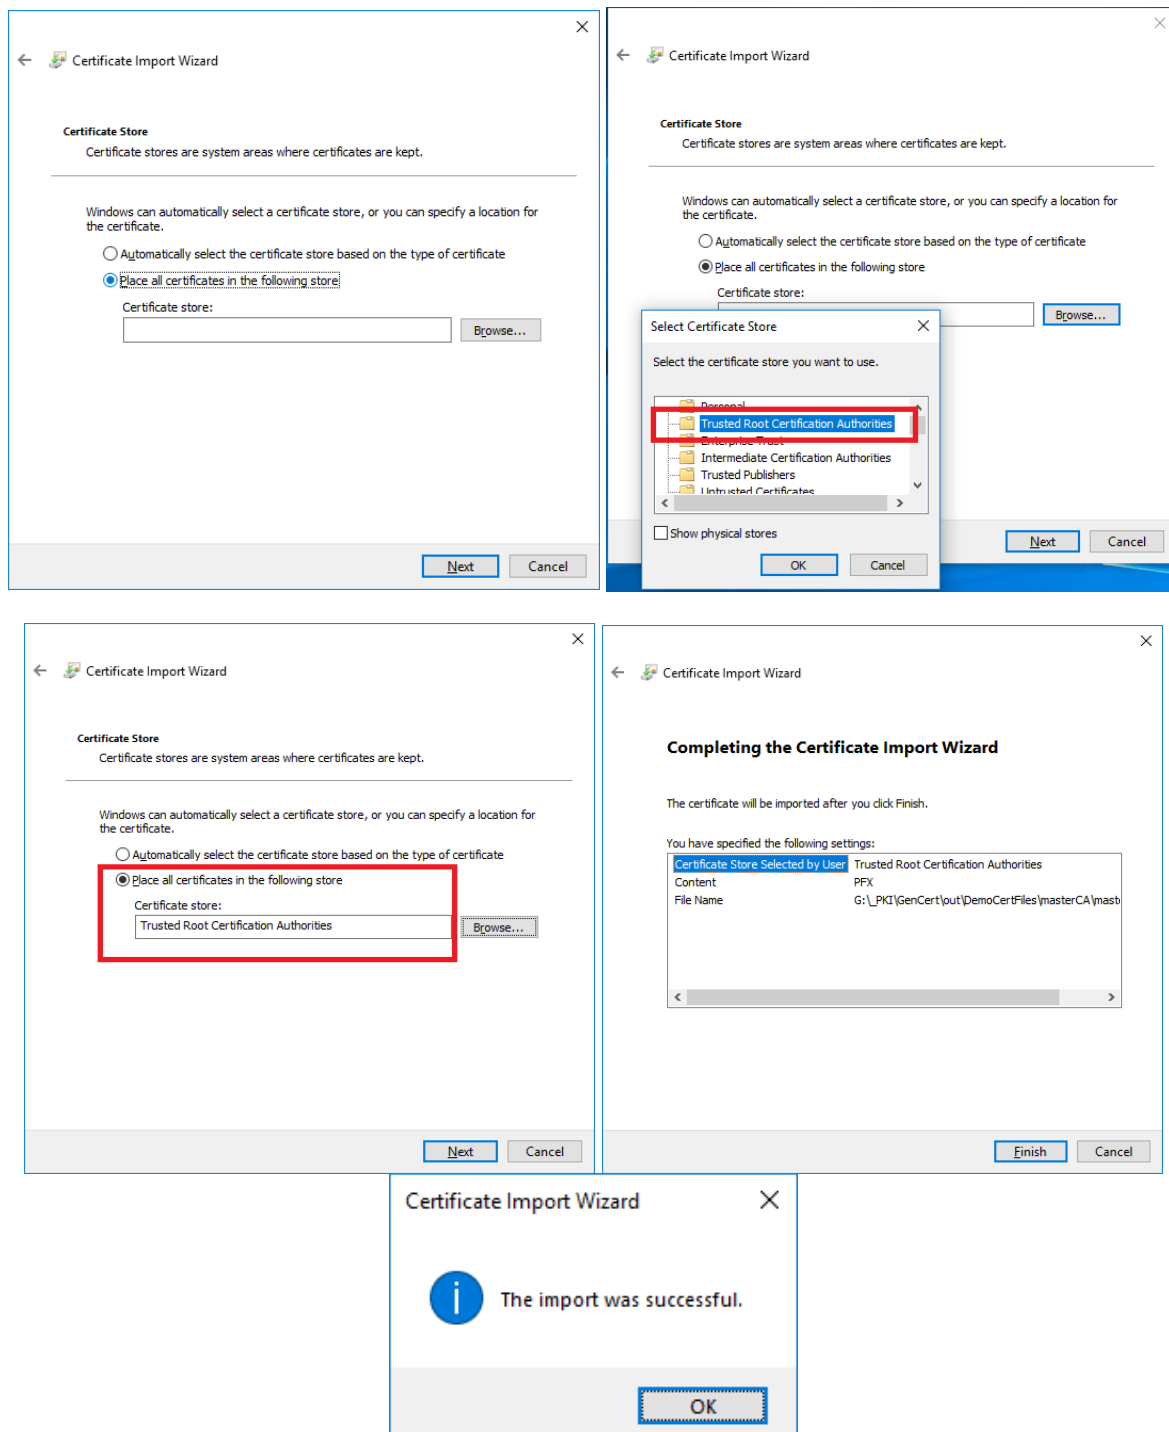 Certificate Import Wizard
Certificate Store
Certificate stores are system areas where certificates are kept.
Windows can automatically select a certificate store, or you can specify a location for
the certificate.
Automatically select the certificate store based on the type of certificate
Place all certificates in the following store
Certificate store:
Browse...
Next
Cancel
Certificate Import Wizard
Certificate Store
Certificate stores are system areas where certificates are kept.
Windows can automatically select a certificate store, or you can specify a location for
the certificate.
Automatically select the certificate store based on the type of certificate
Place all certificates in the following store
Certificate store:
Browse...
Select Certificate Store
Select the certificate store you want to use.
Personal
Trusted Root Certification Authorities
Enterprise Trust
Intermediate Certification Authorities
Trusted Publishers
Untrusted Certificates
Show physical stores
OK
Cancel
Next
Cancel
Certificate Import Wizard
Certificate Store
Certificate stores are system areas where certificates are kept.
Windows can automatically select a certificate store, or you can specify a location for
the certificate.
Automatically select the certificate store based on the type of certificate
Place all certificates in the following store
Certificate store:
Trusted Root Certification Authorities
Browse...
Next
Cancel
Certificate Import Wizard
Completing the Certificate Import Wizard
The certificate will be imported after you click Finish.
You have specified the following settings:
Certificate Store Selected by User Trusted Root Certification Authorities
Content PFX
File Name G:\_PKI\GenCert\out\DemoCertFiles\masterCA\mast
Finish
Cancel
Certificate Import Wizard
The import was successful.
OK